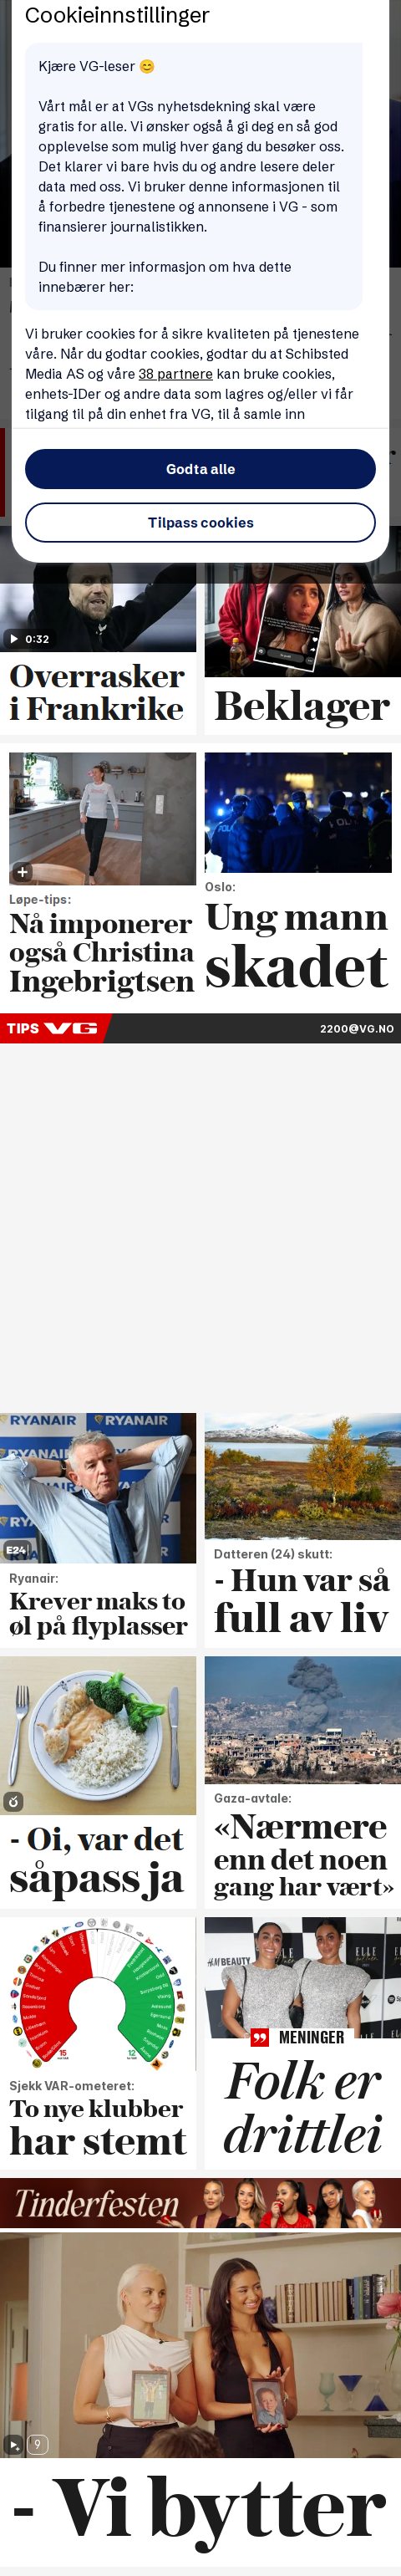 Cookieinnstillinger
Kjære VG-leser 😊
Vårt mål er at VGs nyhetsdekning skal være
gratis for alle. Vi ønsker også å gi deg en så god
opplevelse som mulig hver gang du besøker oss.
Det klarer vi bare hvis du og andre lesere deler
data med oss. Vi bruker denne informasjonen til
å forbedre tjenestene og annonsene i VG - som
finansierer journalistikken.
Du finner mer informasjon om hva dette
innebærer her:
Vi bruker cookies for å sikre kvaliteten på tjenestene
våre. Når du godtar cookies, godtar du at Schibsted
Media AS og våre 38 partnere kan bruke cookies,
enhets-IDer og andre data som lagres og/eller vi får
tilgang til på din enhet fra VG, til å samle inn
Godta alle
Tilpass cookies
0:32
Overrasker
i Frankrike
Beklager
Løpe-tips:
Nå imponerer
også Christina
Ingebrigtsen
Oslo:
Ung mann
skadet
TIPS VG
2200@VG.NO
RYANAIR
RYANAIR
E24
Ryanair:
Krever maks to
øl på flyplasser
Datteren (24) skutt:
- Hun var så
full av liv
- Oi, var det
såpass ja
Gaza-avtale:
«Nærmere
enn det noen
gang har vært»
15
12
Sjekk VAR-ometeret:
To nye klubber
har stemt
H&M BEAUTY
ELLE
ELLE
MENINGER
Folk er
drittlei
Tinderfesten
9
- Vi bytter